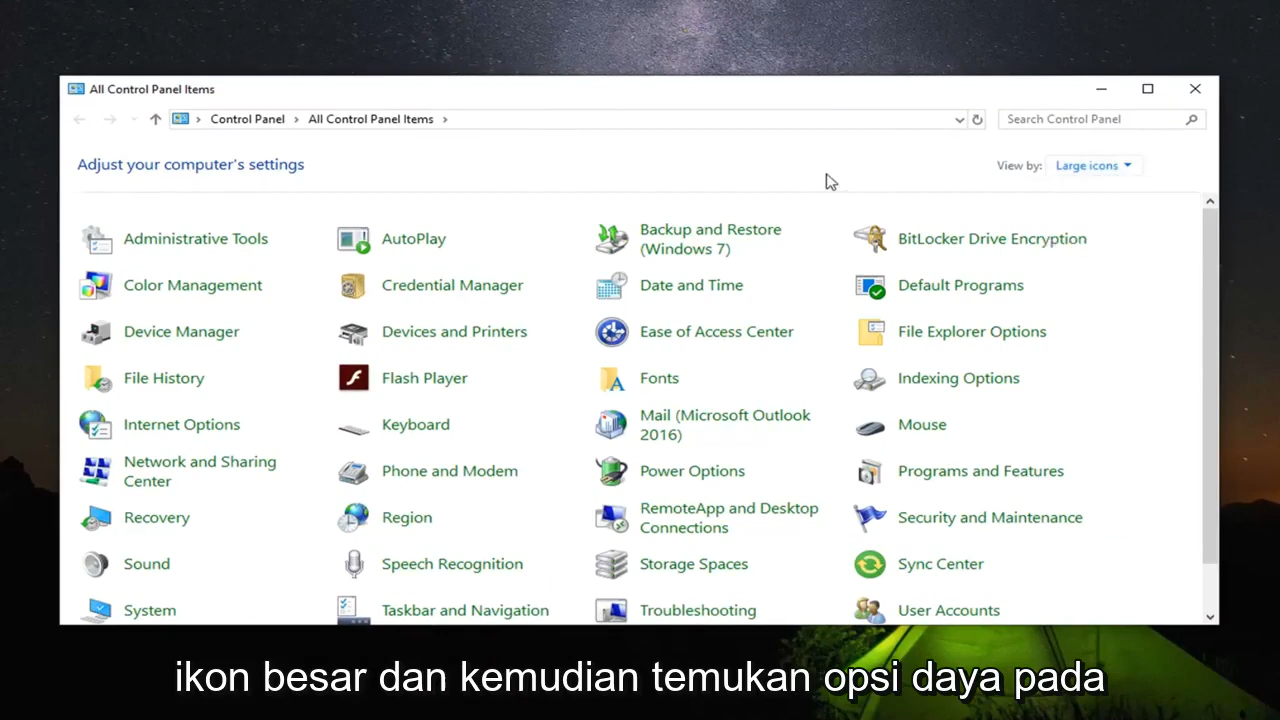 All Control Panel Items
Control Panel > All Control Panel Items >
Search Control Panel
Adjust your computer's settings
View by: Large icons
Administrative Tools
AutoPlay
Backup and Restore
(Windows 7)
BitLocker Drive Encryption
Color Management
Credential Manager
Date and Time
Default Programs
Device Manager
Devices and Printers
Ease of Access Center
File Explorer Options
File History
Flash Player
Fonts
Indexing Options
Internet Options
Keyboard
Mail (Microsoft Outlook
2016)
Mouse
Network and Sharing
Center
Phone and Modem
Power Options
Programs and Features
Recovery
Region
RemoteApp and Desktop
Connections
Security and Maintenance
Sound
Speech Recognition
Storage Spaces
Sync Center
System
Taskbar and Navigation
Troubleshooting
User Accounts
ikon besar dan kemudian temukan opsi daya pada